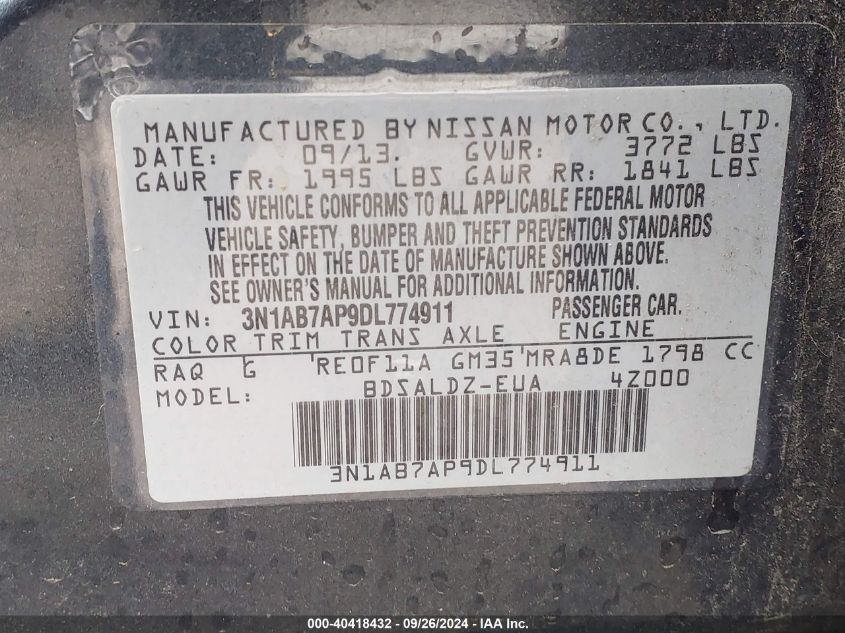 MANUFACTURED BY NISSAN MOTOR CO., LTD.
DATE: 09/13. GVWR: 3772 LBS
GAWR FR: 1995 LBS GAWR RR: 1841 LBS
THIS VEHICLE CONFORMS TO ALL APPLICABLE FEDERAL MOTOR
VEHICLE SAFETY, BUMPER AND THEFT PREVENTION STANDARDS
IN EFFECT ON THE DATE OF MANUFACTURE SHOWN ABOVE.
SEE OWNER'S MANUAL FOR ADDITIONAL INFORMATION.
VIN: 3N1AB7AP9DL774911 PASSENGER CAR.
COLOR TRIM TRANS AXLE ENGINE
RAQ G RE0F11A GM35 MRA8DE 1798 CC
MODEL: BDSALDZ-EUA 4Z000
3N1AB7AP9DL774911
000-40418432 - 09/26/2024 - IAA Inc.